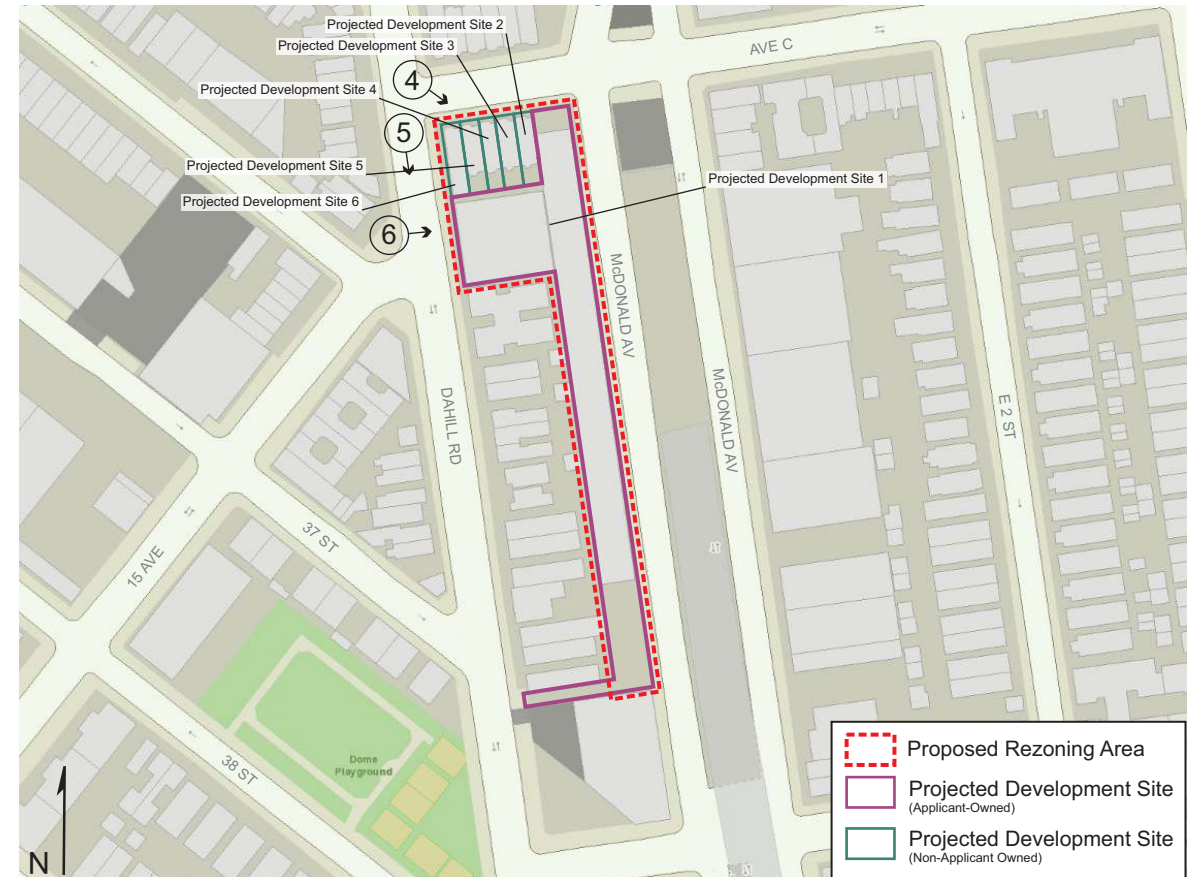 Projected Development Site 2
Projected Development Site 3
AVE C
4
Projected Development Site 4
5
Projected Development Site 5
Projected Development Site 1
Projected Development Site 6
6
McDONALD AV
McDONALD AV
DAHILL RD
E 2 ST
37 ST
15 AVE
38 ST
Dome
Playground
N
Proposed Rezoning Area
Projected Development Site
(Applicant-Owned)
Projected Development Site
(Non-Applicant Owned)